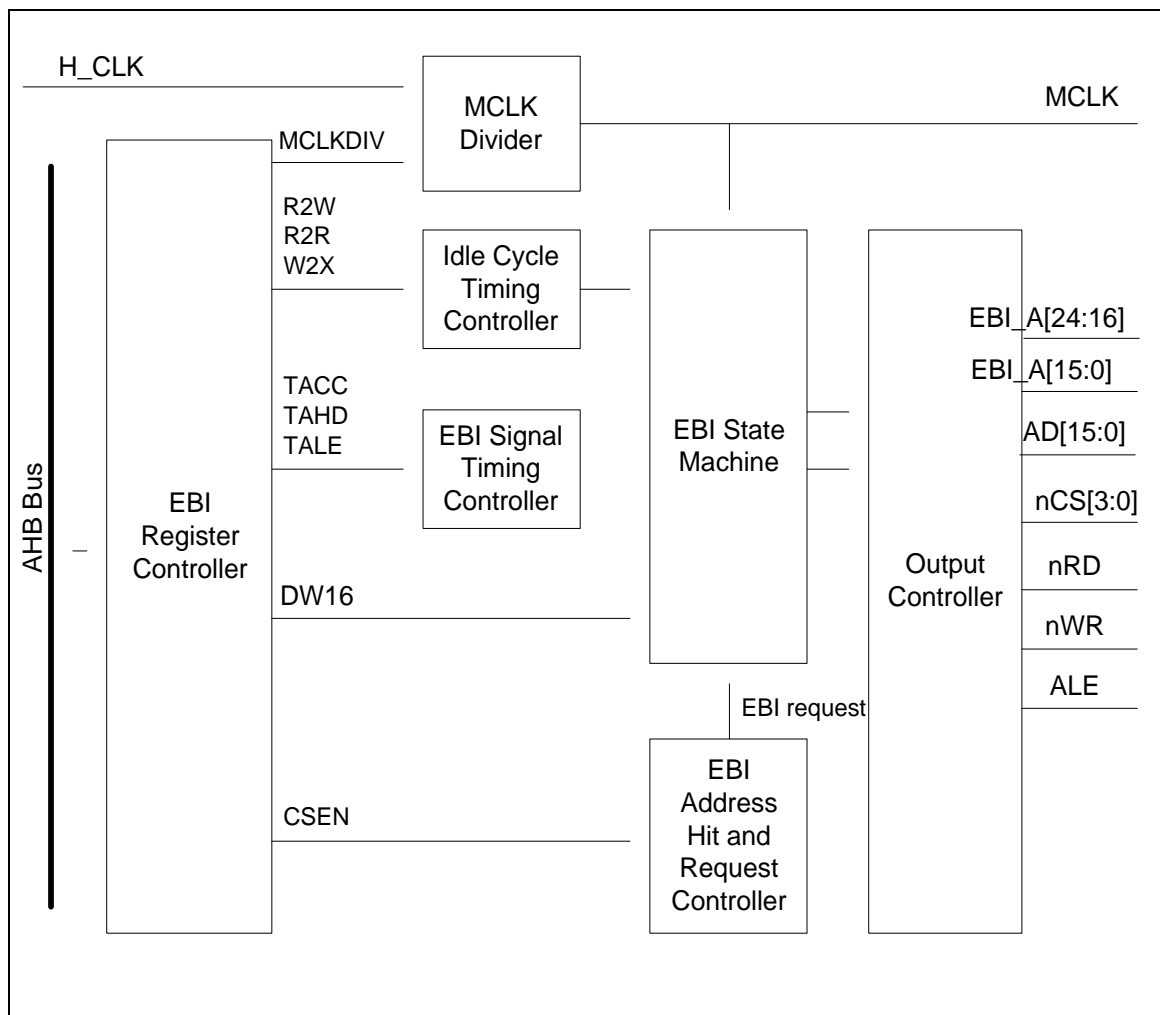 H_CLK
MCLK
Divider
MCLK
MCLKDIV
R2W
R2R
W2X
Idle Cycle
Timing
Controller
TACC
TAHD
TALE
EBI Signal
Timing
Controller
AHB Bus
EBI
Register
Controller
EBI State
Machine
Output
Controller
EBI_A[24:16]
EBI_A[15:0]
AD[15:0]
nCS[3:0]
nRD
nWR
ALE
DW16
EBI request
CSEN
EBI
Address
Hit and
Request
Controller